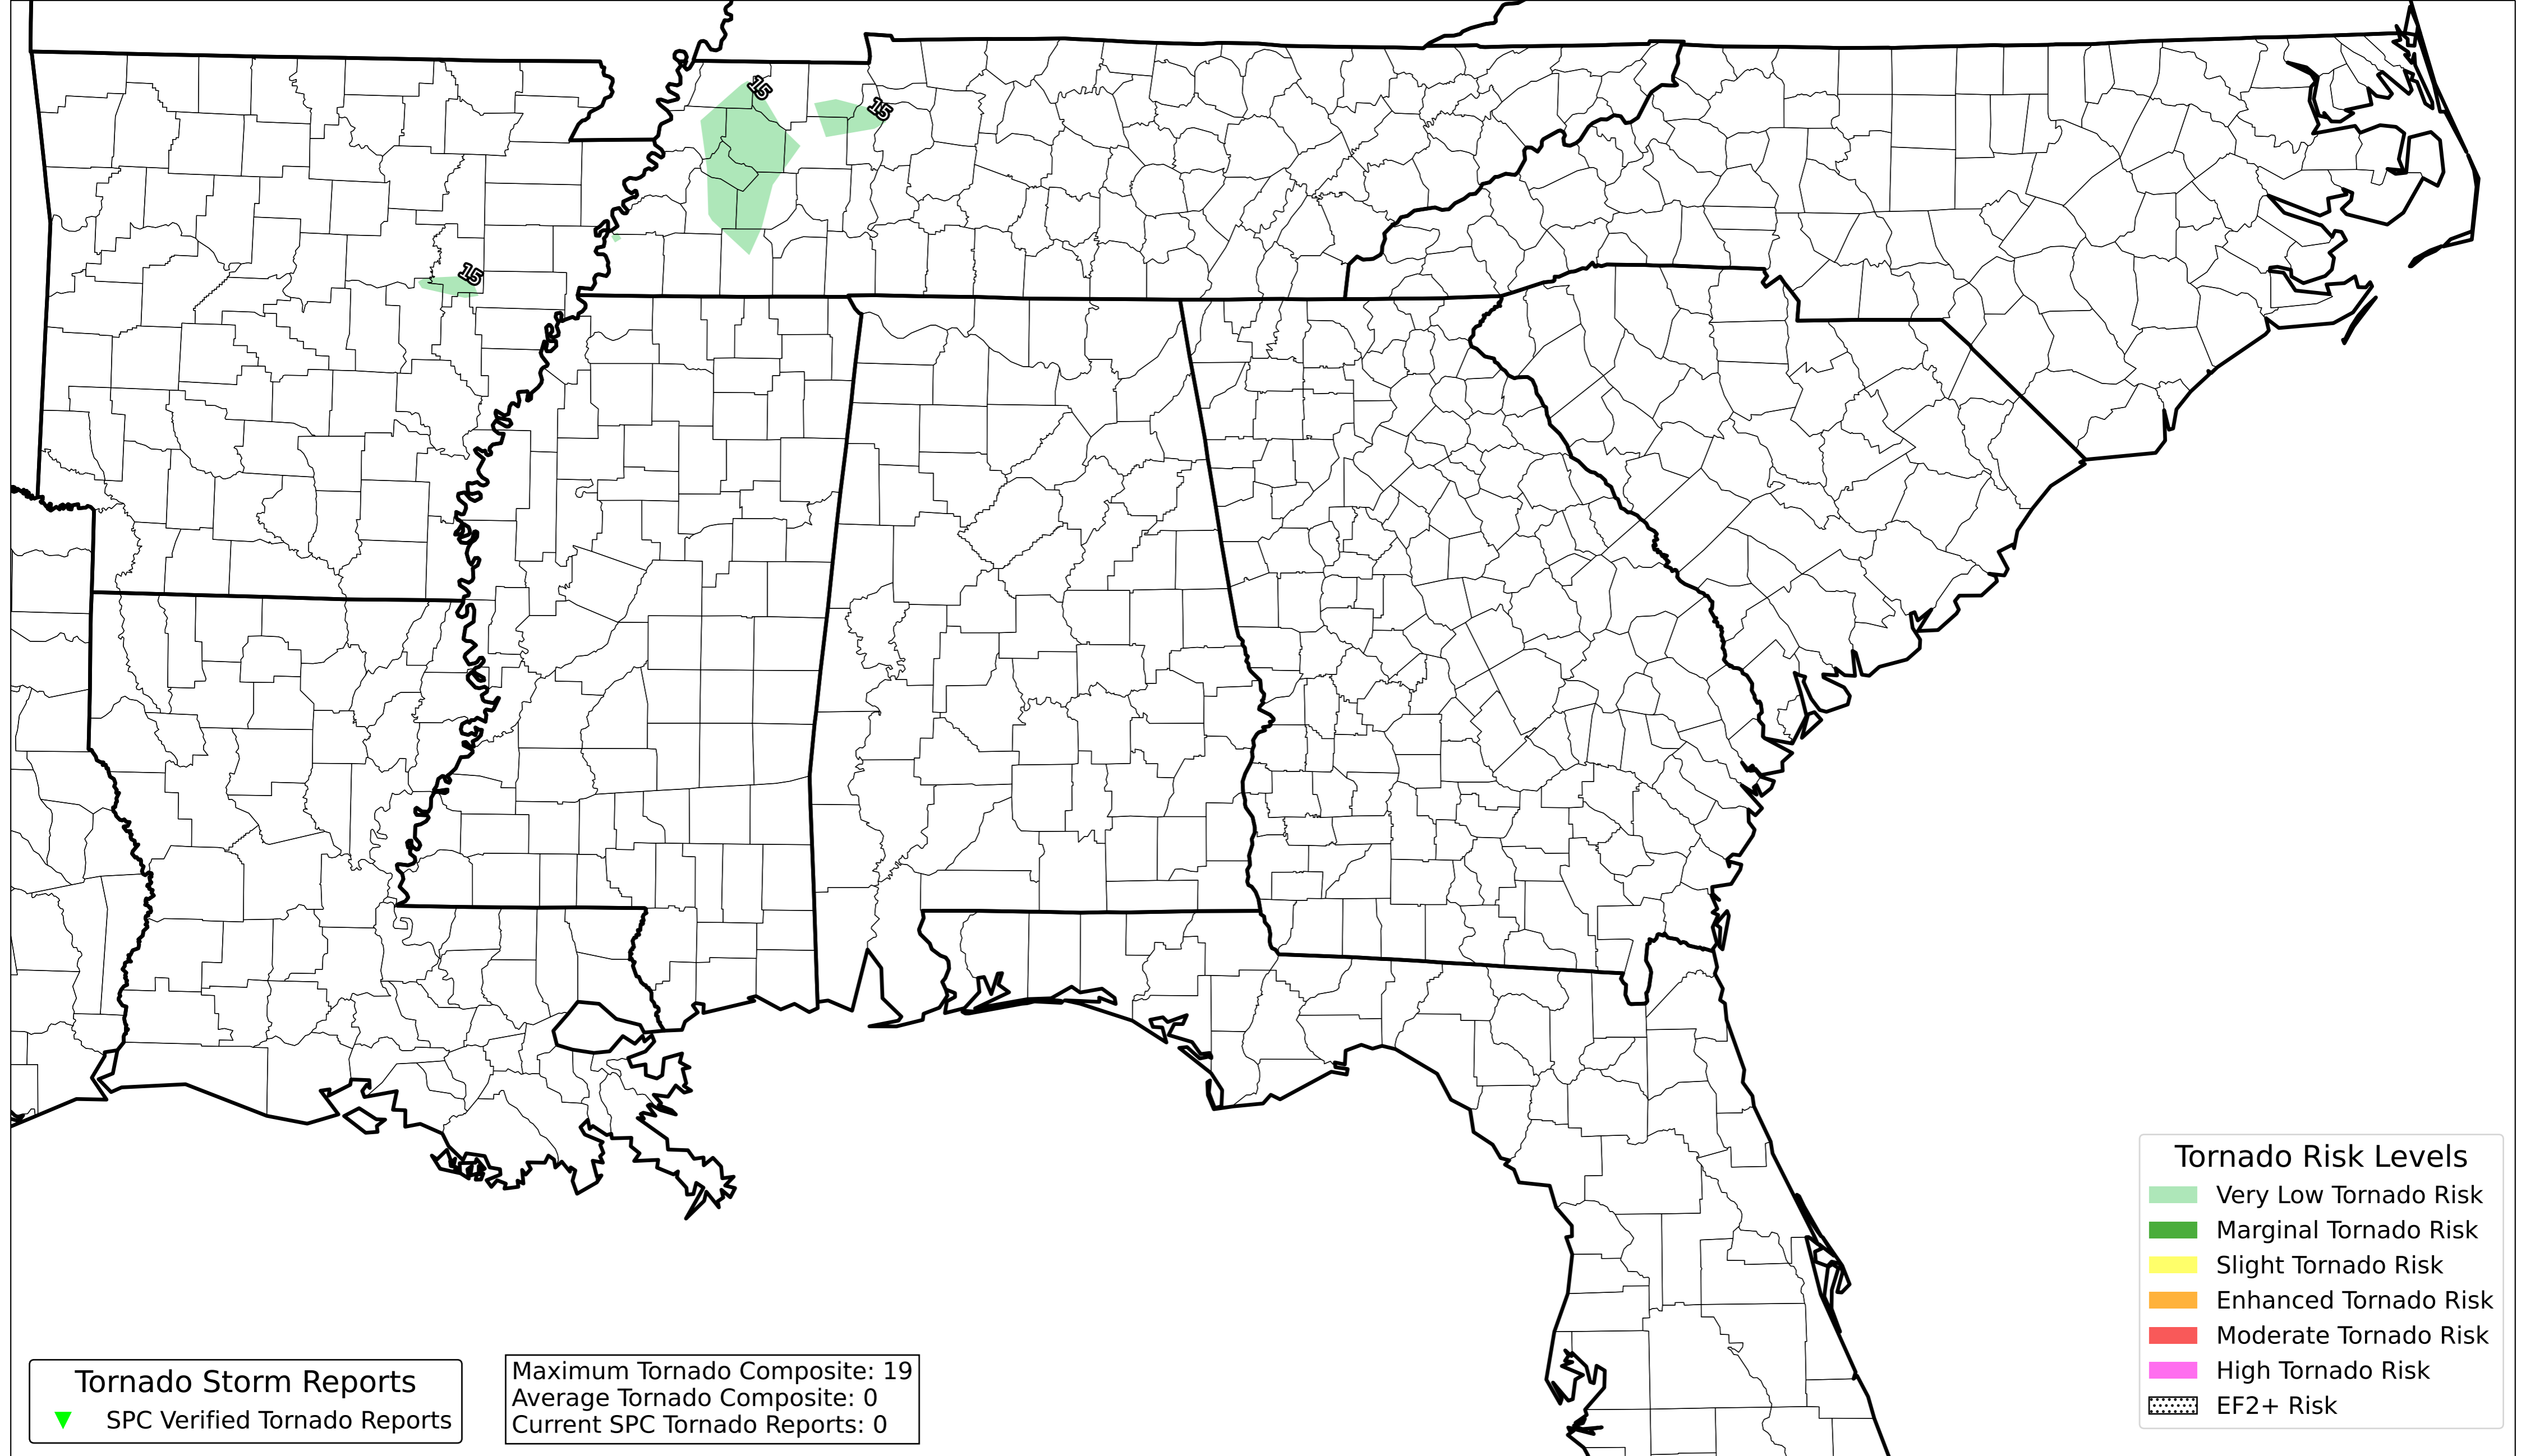 15
15
15
Tornado Risk Levels
Very Low Tornado Risk
Marginal Tornado Risk
Slight Tornado Risk
Enhanced Tornado Risk
Moderate Tornado Risk
High Tornado Risk
EF2+ Risk
Tornado Storm Reports
SPC Verified Tornado Reports
Maximum Tornado Composite: 19
Average Tornado Composite: 0
Current SPC Tornado Reports: 0